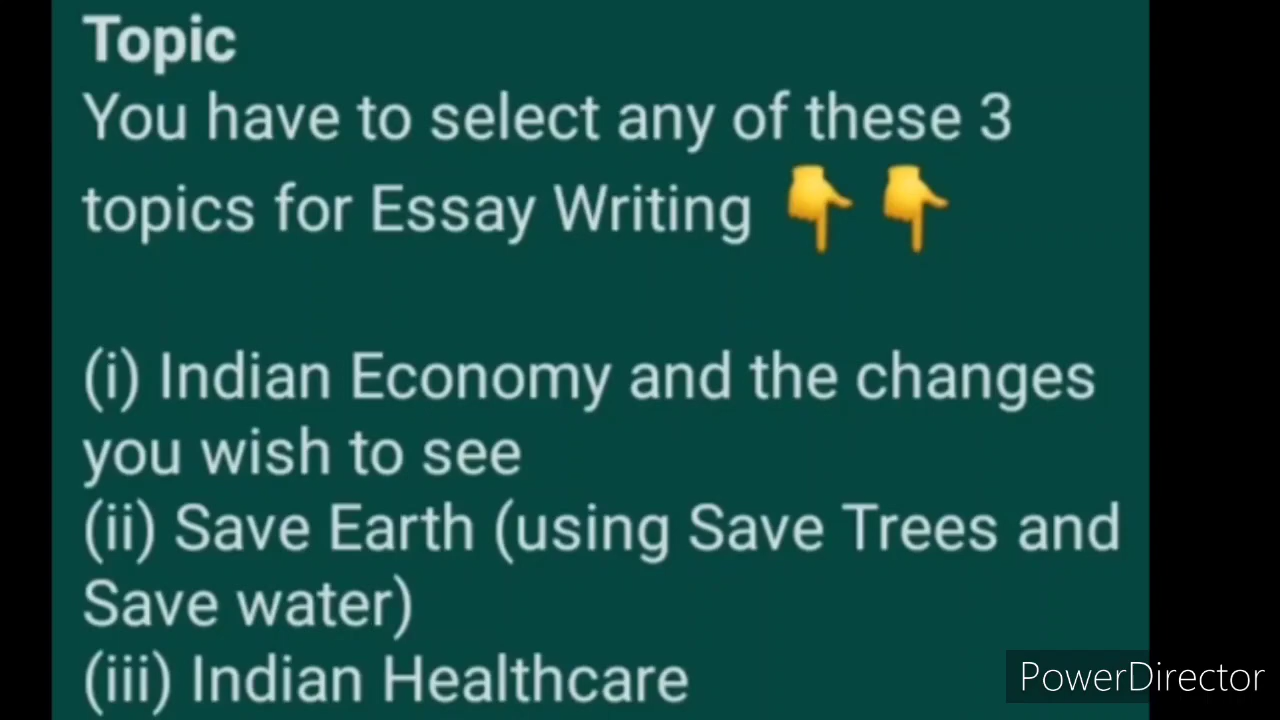 Topic
You have to select any of these 3
topics for Essay Writing 👇 👇
(i) Indian Economy and the changes
you wish to see
(ii) Save Earth (using Save Trees and
Save water)
(iii) Indian Healthcare
PowerDirector